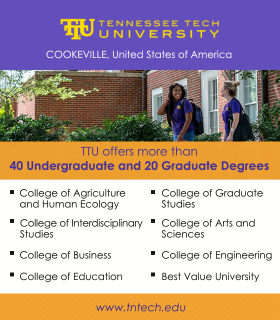 TTU TENNESSEE TECH
UNIVERSITY
COOKEVILLE, United States of America
TTU offers more than
40 Undergraduate and 20 Graduate Degrees
▪ College of Agriculture
and Human Ecology
▪ College of Interdisciplinary
Studies
▪ College of Business
▪ College of Education
▪ College of Graduate
Studies
▪ College of Arts and
Sciences
▪ College of Engineering
▪ Best Value University
www.tntech.edu